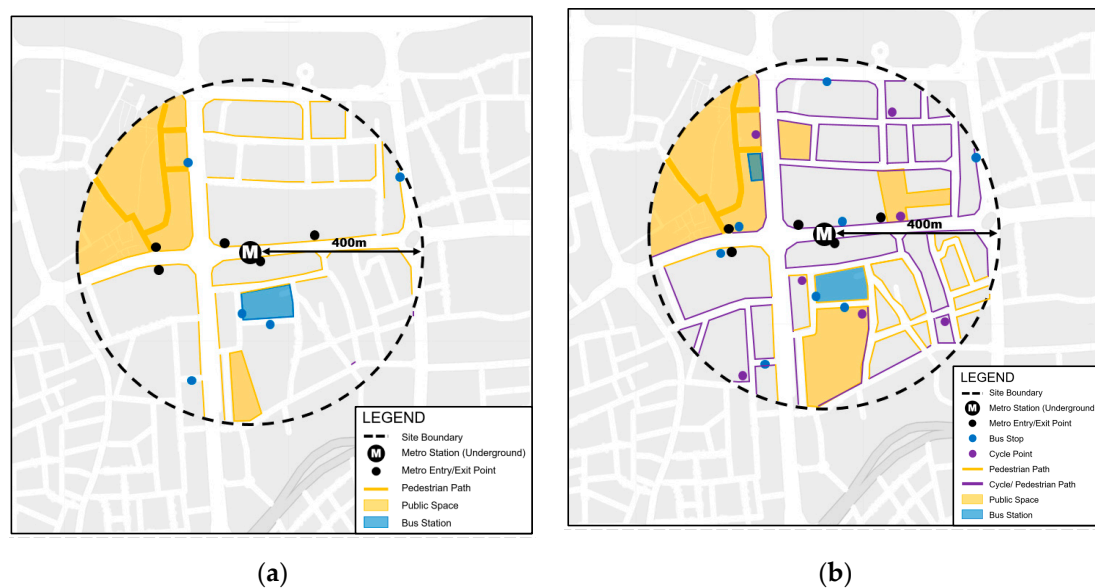 M
400m
LEGEND
Site Boundary
M Metro Station (Underground)
Metro Entry/Exit Point
Pedestrian Path
Public Space
Bus Station
(a)
M
400m
LEGEND
Site Boundary
M Metro Station (Underground)
Metro Entry/Exit Point
Bus Stop
Cycle Point
Pedestrian Path
Cycle/ Pedestrian Path
Public Space
Bus Station
(b)